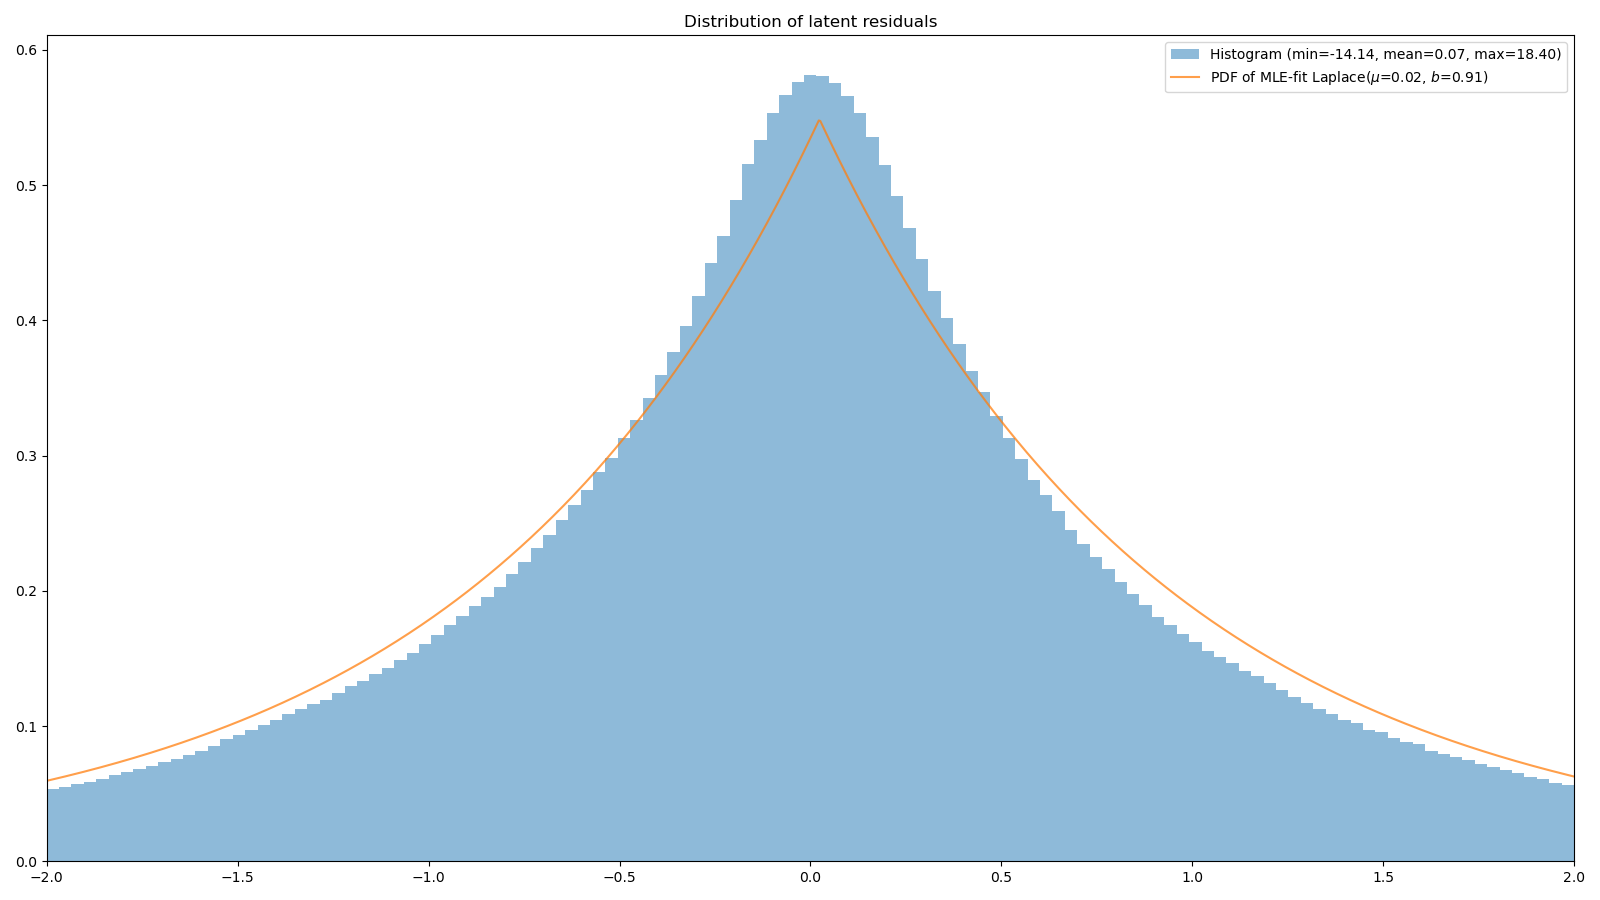 Distribution of latent residuals
Histogram (min=-14.14, mean=0.07, max=18.40)
PDF of MLE-fit Laplace(μ=0.02, b=0.91)
0.6
0.5
0.4
0.3
0.2
0.1
0.0
−2.0 −1.5 −1.0 −0.5 0.0 0.5 1.0 1.5 2.0